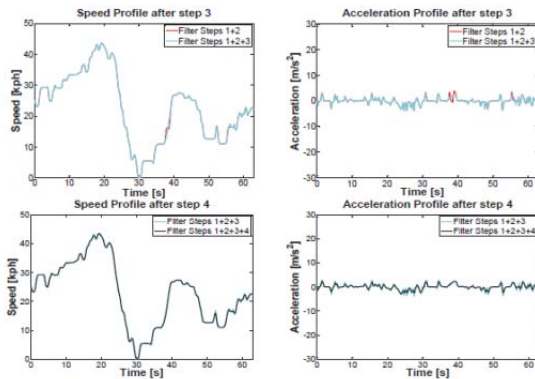 Speed Profile after step 3
Filter Steps 1+2
Filter Steps 1+2+3
Speed [kph]
50
40
30
20
10
0
0 10 20 30 40 50 60
Time [s]
Acceleration Profile after step 3
Filter Steps 1+2
Filter Steps 1+2+3
Acceleration [m/s²]
30
20
10
0
-10
-20
-30
0 10 20 30 40 50 60
Time [s]
Speed Profile after step 4
Filter Steps 1+2+3
Filter Steps 1+2+3+4
Speed [kph]
50
40
30
20
10
0
0 10 20 30 40 50 60
Time [s]
Acceleration Profile after step 4
Filter Steps 1+2+3
Filter Steps 1+2+3+4
Acceleration [m/s²]
30
20
10
0
-10
-20
-30
0 10 20 30 40 50 60
Time [s]